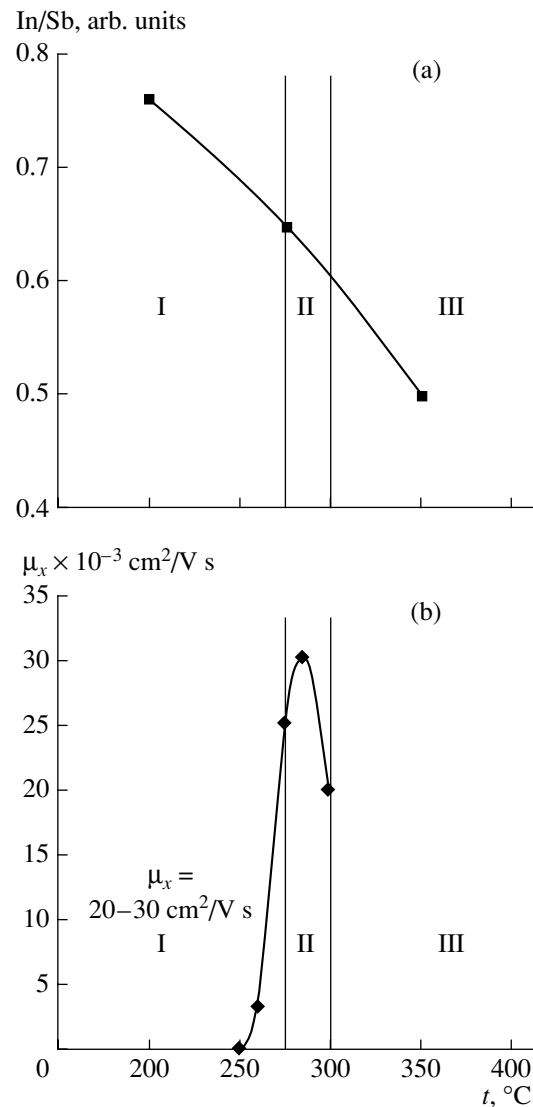 In/Sb, arb. units
0.8
(a)
0.7
0.6
I
II
III
0.5
0.4
μₓ × 10⁻³ cm²/V s
35
(b)
30
25
20
15
10
μₓ =
20–30 cm²/V s
I
II
III
5
0
200
250
300
350
400
t, °C